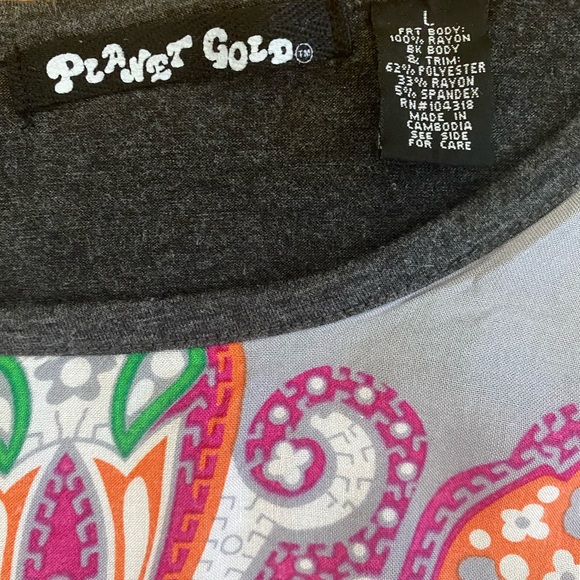 PLANET GOLD TM
L
FRT BODY:
100% RAYON
BK BODY
& TRIM:
62% POLYESTER
33% RAYON
5% SPANDEX
RN#104318
MADE IN
CAMBODIA
SEE SIDE
FOR CARE